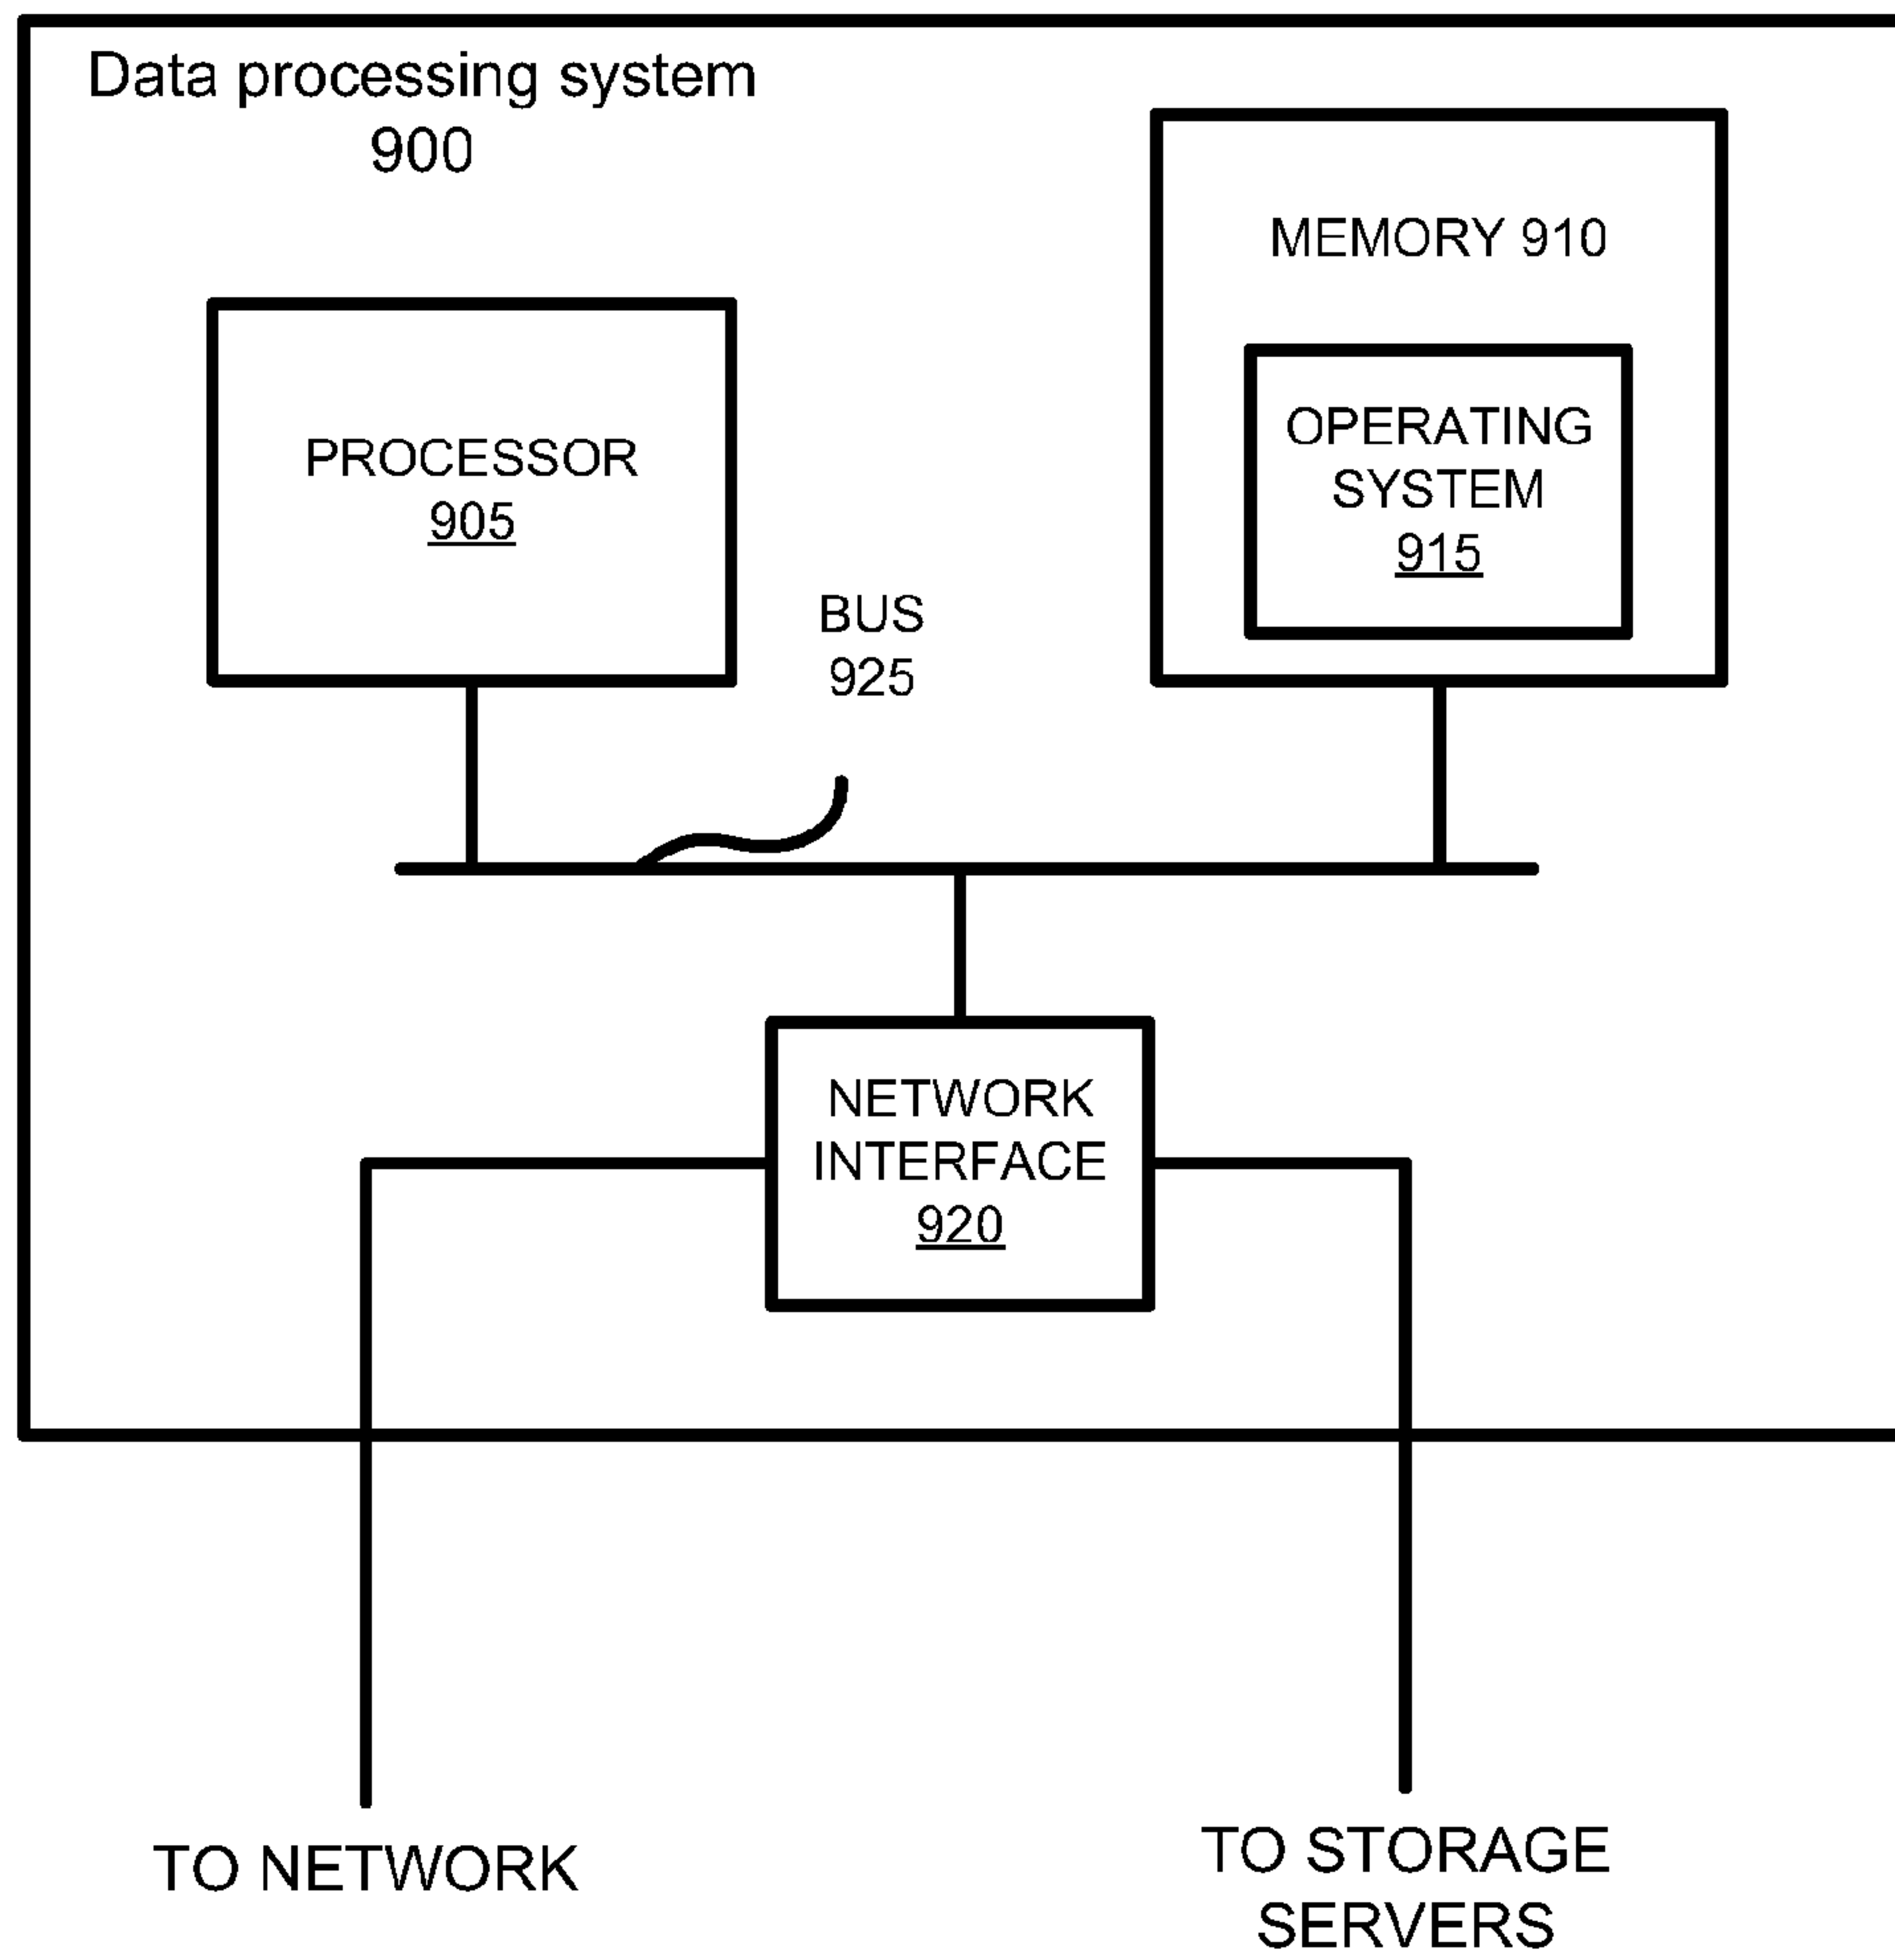 Data processing system
900
MEMORY 910
OPERATING
SYSTEM
915
PROCESSOR
905
BUS
925
NETWORK
INTERFACE
920
TO NETWORK
TO STORAGE
SERVERS